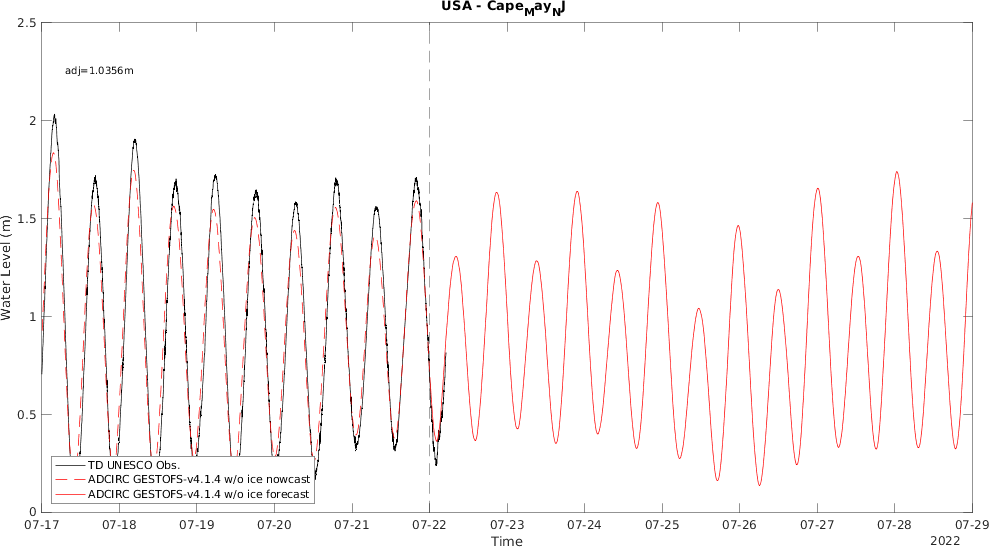 USA - Cape_May_NJ
adj=1.0356m
2.5
2
1.5
1
0.5
0
Water Level (m)
TD UNESCO Obs.
ADCIRC GESTOFS-v4.1.4 w/o ice nowcast
ADCIRC GESTOFS-v4.1.4 w/o ice forecast
07-17 07-18 07-19 07-20 07-21 07-22 07-23 07-24 07-25 07-26 07-27 07-28 07-29
Time
2022